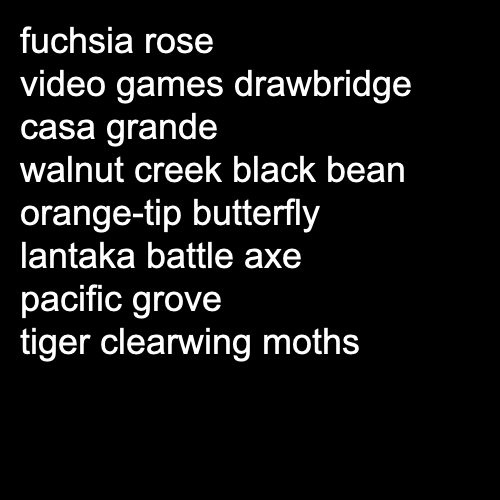 fuchsia rose
video games drawbridge
casa grande
walnut creek black bean
orange-tip butterfly
lantaka battle axe
pacific grove
tiger clearwing moths